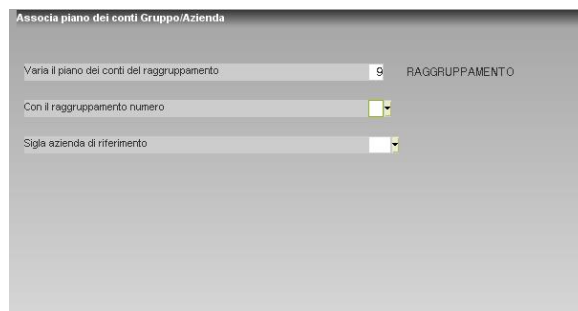 Associa piano dei conti Gruppo/Azienda
Varia il piano dei conti del raggruppamento 9 RAGGRUPPAMENTO
Con il raggruppamento numero
Sigla azienda di riferimento